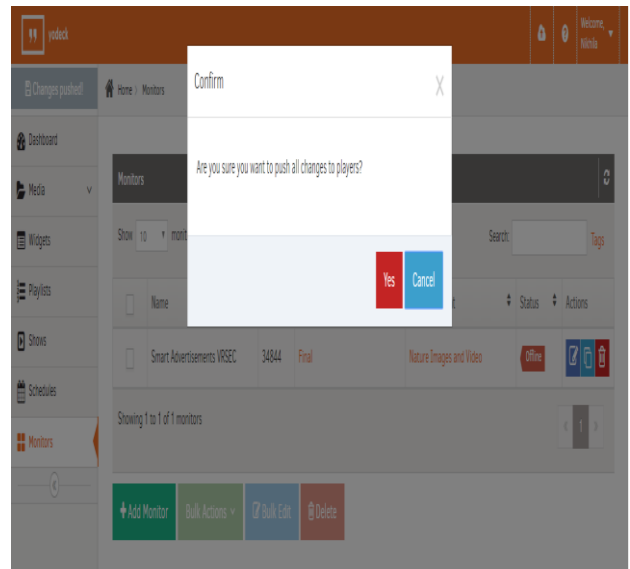 yodeck
Welcome,
Nikhila
Changes pushed!
Home > Monitors
Confirm
X
Are you sure you want to push all changes to players?
Yes
Cancel
Dashboard
Media
Widgets
Playlists
Shows
Schedules
Monitors
Monitors
Show 10
Search:
Tags
Name
Status
Actions
Smart Advertisements VRSEC 34844 Final Nature Images and Video Offline
Showing 1 to 1 of 1 monitors
< 1 >
Add Monitor
Bulk Actions
Bulk Edit
Delete